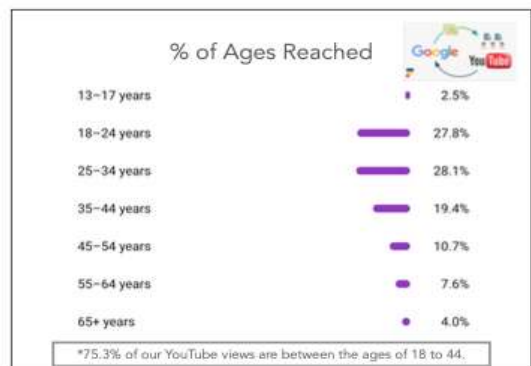 % of Ages Reached
Google
YouTube
13–17 years 2.5%
18–24 years 27.8%
25–34 years 28.1%
35–44 years 19.4%
45–54 years 10.7%
55–64 years 7.6%
65+ years 4.0%
*75.3% of our YouTube views are between the ages of 18 to 44.